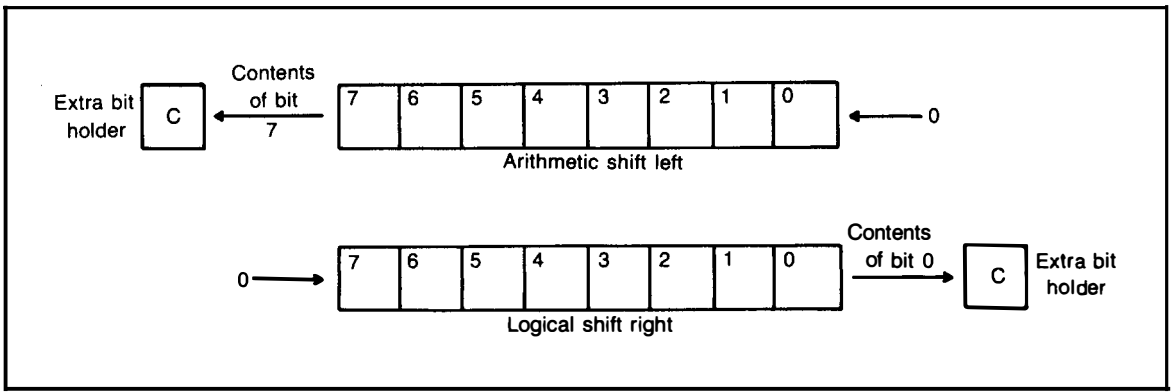 Extra bit
holder
C
Contents
of bit
7
7 6 5 4 3 2 1 0
0
Arithmetic shift left
0
7 6 5 4 3 2 1 0
Contents
of bit 0
C
Extra bit
holder
Logical shift right